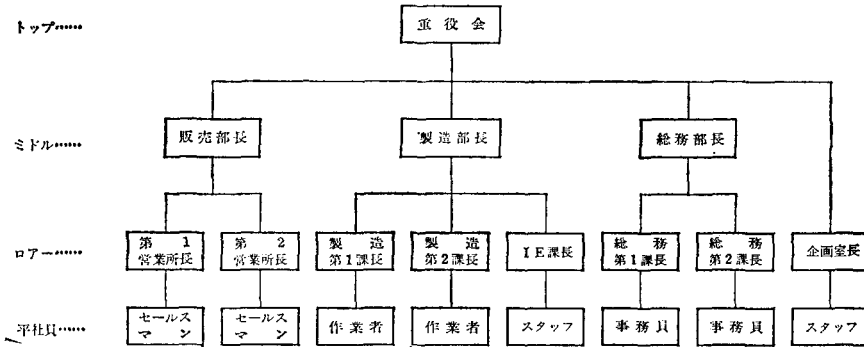 トップ……
重役会
ミドル……
販売部長
製造部長
総務部長
ロアー……
第1
営業所長
第2
営業所長
製造
第1課長
製造
第2課長
IE課長
総務
第1課長
総務
第2課長
企画室長
平社員……
セールス
マン
セールス
マン
作業者
作業者
スタッフ
事務員
事務員
スタッフ